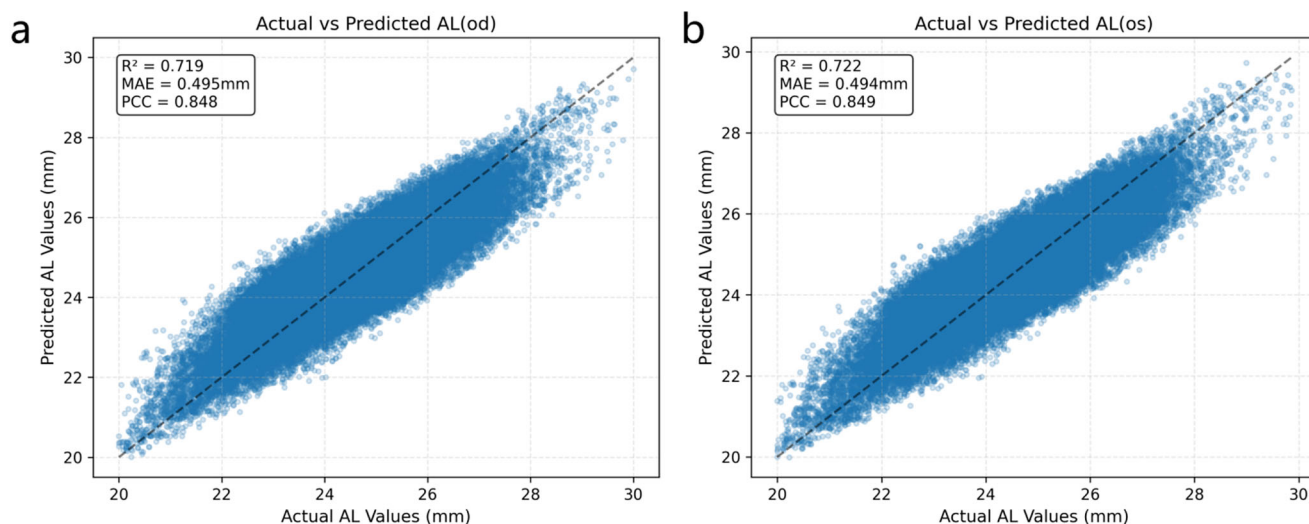 a
Actual vs Predicted AL(od)
R² = 0.719
MAE = 0.495mm
PCC = 0.848
30
28
26
24
22
20
Predicted AL Values (mm)
20 22 24 26 28 30
Actual AL Values (mm)
b
Actual vs Predicted AL(os)
R² = 0.722
MAE = 0.494mm
PCC = 0.849
30
28
26
24
22
20
Predicted AL Values (mm)
20 22 24 26 28 30
Actual AL Values (mm)